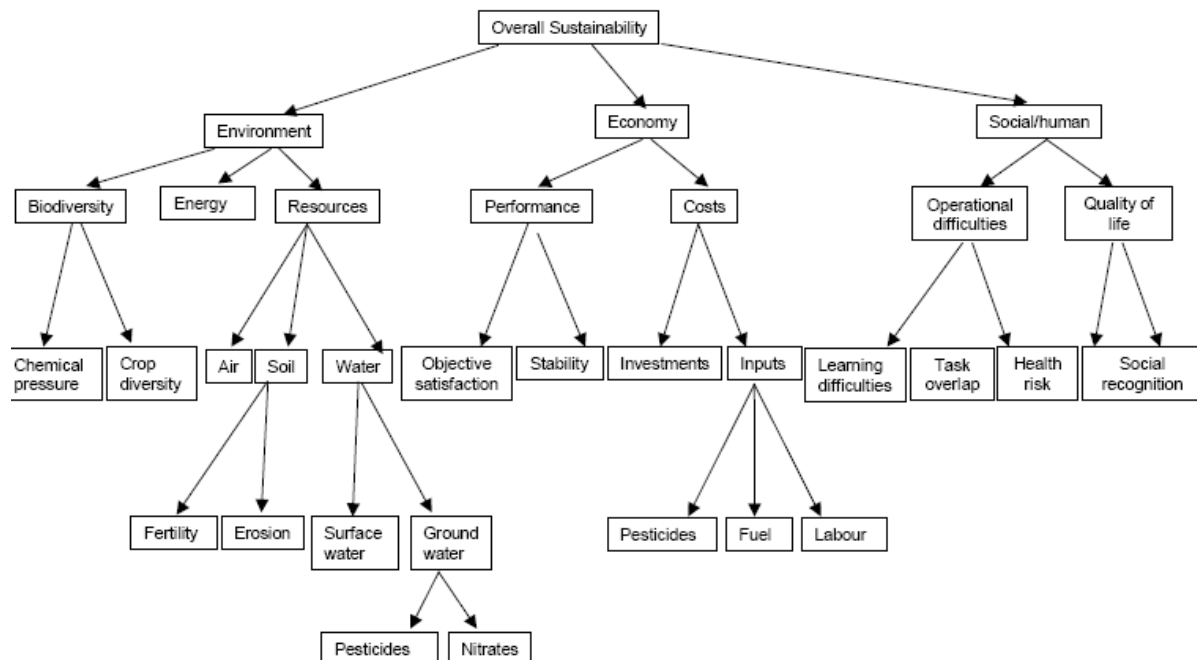 Overall Sustainability
Environment
Economy
Social/human
Biodiversity
Energy
Resources
Performance
Costs
Operational
difficulties
Quality of
life
Chemical
pressure
Crop
diversity
Air
Soil
Water
Objective
satisfaction
Stability
Investments
Inputs
Learning
difficulties
Task
overlap
Health
risk
Social
recognition
Fertility
Erosion
Surface
water
Ground
water
Pesticides
Fuel
Labour
Pesticides
Nitrates